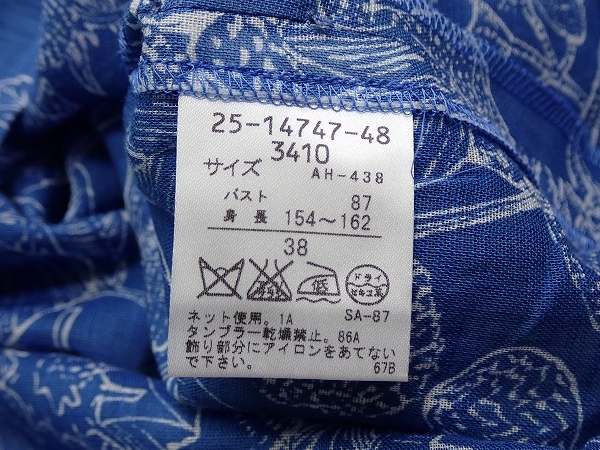 25-14747-48
3410
サイズ AH-438
バスト 87
身長 154〜162
38
低 ドライ
SA-87
ネット使用。1A
タンブラー乾燥禁止。86A
飾り部分にアイロンをあてない
で下さい。 67B